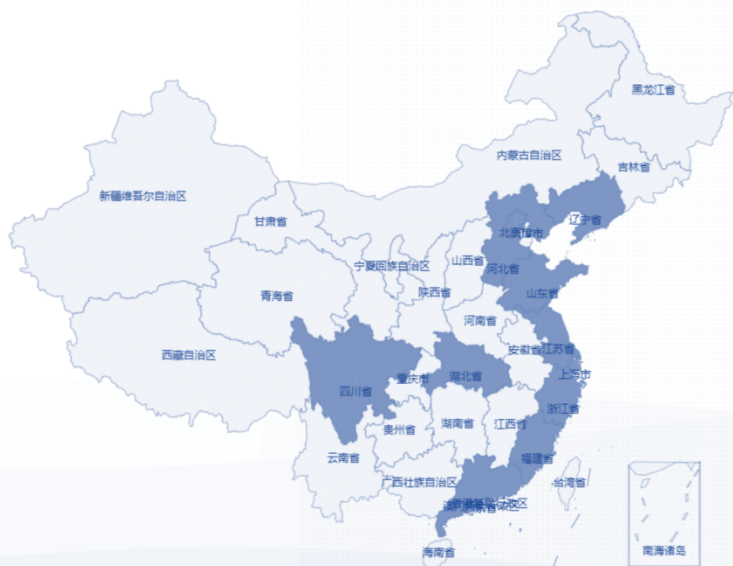 黑龙江省
内蒙古自治区
吉林省
新疆维吾尔自治区
辽宁省
甘肃省
山西省
宁夏回族自治区
河北省
陕西省
青海省
山东省
河南省
安徽省
江苏省
西藏自治区
上海市
重庆市
湖北省
四川省
浙江省
湖南省
江西省
贵州省
云南省
福建省
广西壮族自治区
台湾省
海南省
南海诸岛